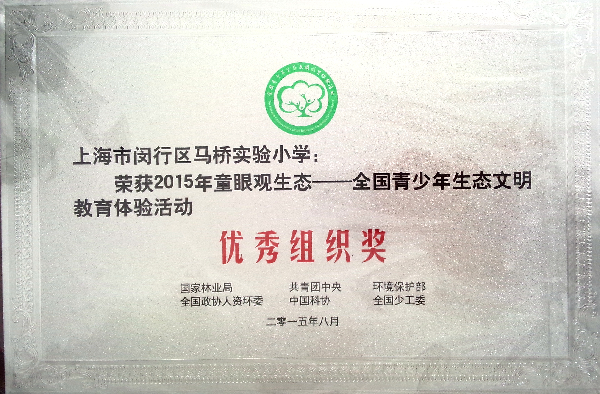 上海市闵行区马桥实验小学：
荣获2015年童眼观生态——全国青少年生态文明
教育体验活动
优秀组织奖
国家林业局 共青团中央 环境保护部
全国政协人资环委 中国科协 全国少工委
二零一五年八月